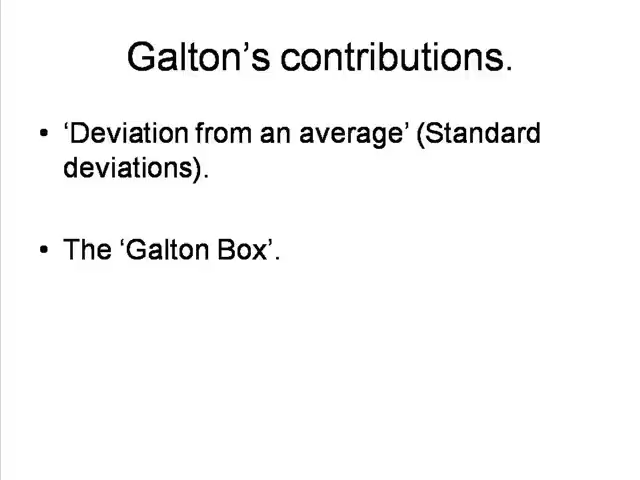 Galton’s contributions.
• ‘Deviation from an average’ (Standard
deviations).
• The ‘Galton Box’.